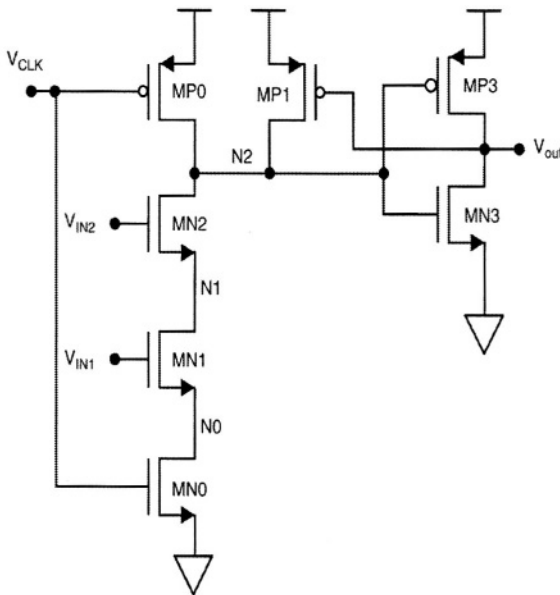 V_CLK
MP0
MP1
MP3
N2
V_out
V_IN2
MN2
MN3
N1
V_IN1
MN1
N0
MN0